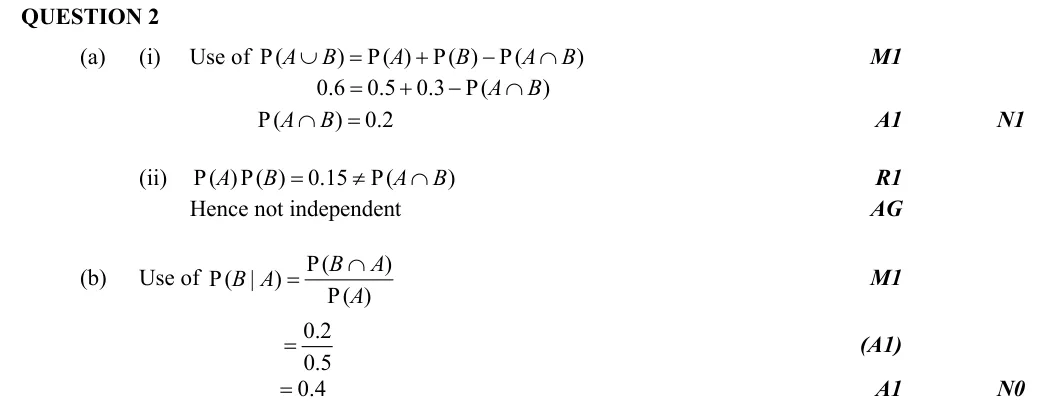 QUESTION 2
(a) (i) Use of P(A ∪ B) = P(A) + P(B) − P(A ∩ B) M1
0.6 = 0.5 + 0.3 − P(A ∩ B)
P(A ∩ B) = 0.2 A1 N1
(ii) P(A)P(B) = 0.15 ≠ P(A ∩ B) R1
Hence not independent AG
(b) Use of P(B | A) = P(B ∩ A) / P(A) M1
= 0.2 / 0.5 (A1)
= 0.4 A1 N0